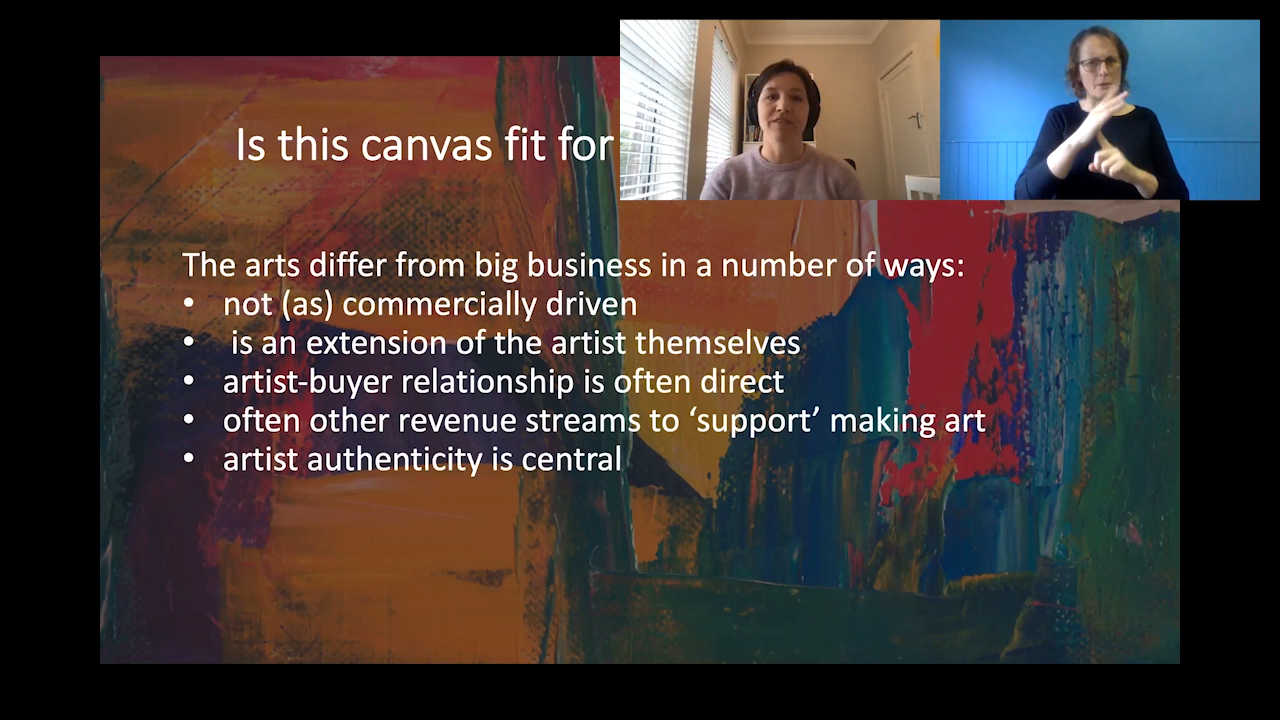 Is this canvas fit for
The arts differ from big business in a number of ways:
• not (as) commercially driven
• is an extension of the artist themselves
• artist-buyer relationship is often direct
• often other revenue streams to ‘support’ making art
• artist authenticity is central